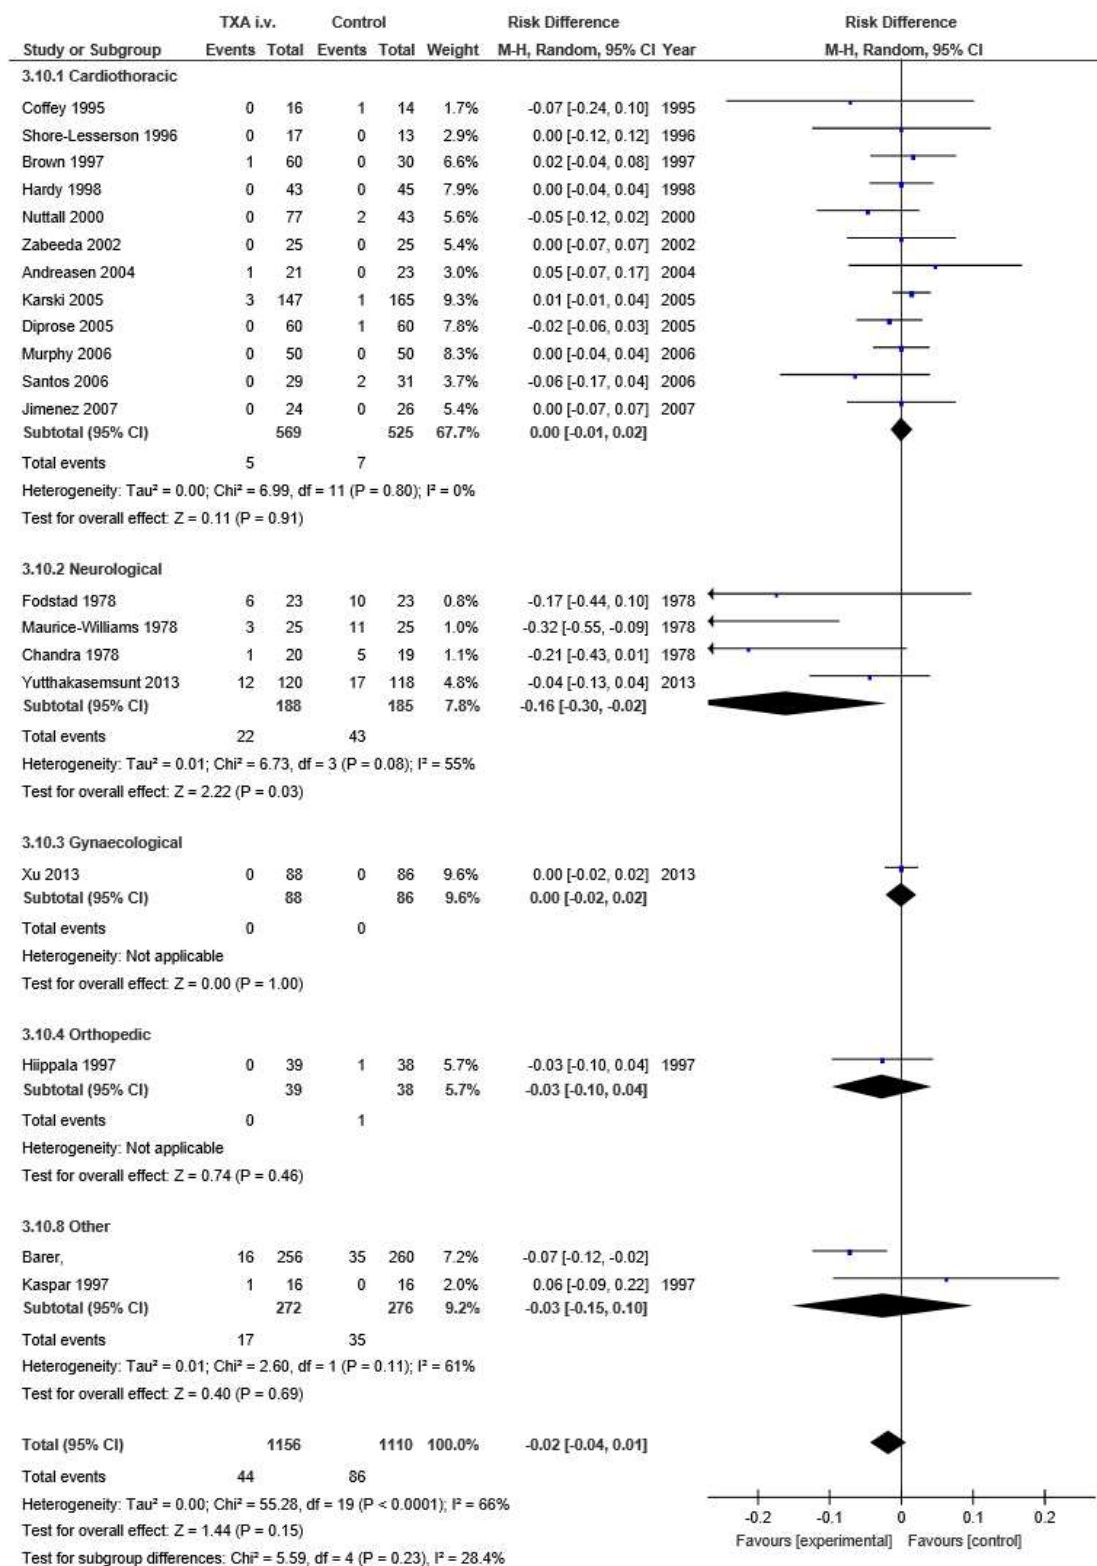 TXA i.v. Control Risk Difference Risk Difference
Study or Subgroup Events Total Events Total Weight M-H, Random, 95% CI Year M-H, Random, 95% CI
3.10.1 Cardiothoracic
Coffey 1995 0 16 1 14 1.7% -0.07 [-0.24, 0.10] 1995
Shore-Lesserson 1996 0 17 0 13 2.9% 0.00 [-0.12, 0.12] 1996
Brown 1997 1 60 0 30 6.6% 0.02 [-0.04, 0.08] 1997
Hardy 1998 0 43 0 45 7.9% 0.00 [-0.04, 0.04] 1998
Nuttall 2000 0 77 2 43 5.6% -0.05 [-0.12, 0.02] 2000
Zabeeda 2002 0 25 0 25 5.4% 0.00 [-0.07, 0.07] 2002
Andreasen 2004 1 21 0 23 3.0% 0.05 [-0.07, 0.17] 2004
Karski 2005 3 147 1 165 9.3% 0.01 [-0.01, 0.04] 2005
Diprose 2005 0 60 1 60 7.8% -0.02 [-0.06, 0.03] 2005
Murphy 2006 0 50 0 50 8.3% 0.00 [-0.04, 0.04] 2006
Santos 2006 0 29 2 31 3.7% -0.06 [-0.17, 0.04] 2006
Jimenez 2007 0 24 0 26 5.4% 0.00 [-0.07, 0.07] 2007
Subtotal (95% CI) 569 525 67.7% 0.00 [-0.01, 0.02]
Total events 5 7
Heterogeneity: Tau² = 0.00; Chi² = 6.99, df = 11 (P = 0.80); I² = 0%
Test for overall effect: Z = 0.11 (P = 0.91)
3.10.2 Neurological
Fodstad 1978 6 23 10 23 0.8% -0.17 [-0.44, 0.10] 1978
Maurice-Williams 1978 3 25 11 25 1.0% -0.32 [-0.55, -0.09] 1978
Chandra 1978 1 20 5 19 1.1% -0.21 [-0.43, 0.01] 1978
Yutthakasemsunt 2013 12 120 17 118 4.8% -0.04 [-0.13, 0.04] 2013
Subtotal (95% CI) 188 185 7.8% -0.16 [-0.30, -0.02]
Total events 22 43
Heterogeneity: Tau² = 0.01; Chi² = 6.73, df = 3 (P = 0.08); I² = 55%
Test for overall effect: Z = 2.22 (P = 0.03)
3.10.3 Gynaecological
Xu 2013 0 88 0 86 9.6% 0.00 [-0.02, 0.02] 2013
Subtotal (95% CI) 88 86 9.6% 0.00 [-0.02, 0.02]
Total events 0 0
Heterogeneity: Not applicable
Test for overall effect: Z = 0.00 (P = 1.00)
3.10.4 Orthopedic
Hiippala 1997 0 39 1 38 5.7% -0.03 [-0.10, 0.04] 1997
Subtotal (95% CI) 39 38 5.7% -0.03 [-0.10, 0.04]
Total events 0 1
Heterogeneity: Not applicable
Test for overall effect: Z = 0.74 (P = 0.46)
3.10.8 Other
Barer, 16 256 35 260 7.2% -0.07 [-0.12, -0.02]
Kaspar 1997 1 16 0 16 2.0% 0.06 [-0.09, 0.22] 1997
Subtotal (95% CI) 272 276 9.2% -0.03 [-0.15, 0.10]
Total events 17 35
Heterogeneity: Tau² = 0.01; Chi² = 2.60, df = 1 (P = 0.11); I² = 61%
Test for overall effect: Z = 0.40 (P = 0.69)
Total (95% CI) 1156 1110 100.0% -0.02 [-0.04, 0.01]
Total events 44 86
Heterogeneity: Tau² = 0.00; Chi² = 55.28, df = 19 (P < 0.0001); I² = 66%
Test for overall effect: Z = 1.44 (P = 0.15)
Test for subgroup differences: Chi² = 5.59, df = 4 (P = 0.23), I² = 28.4%
-0.2 -0.1 0 0.1 0.2
Favours [experimental] Favours [control]